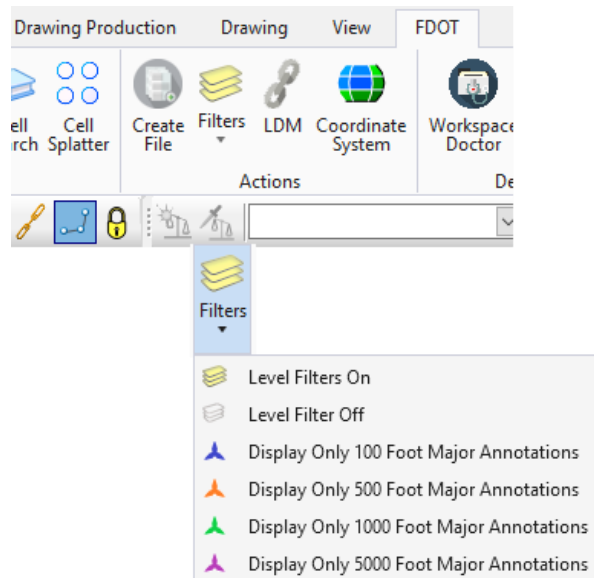 Drawing Production Drawing View FDOT
ell Cell Create Filters LDM Coordinate Workspace
rch Splatter File System Doctor
Actions De
Filters
Level Filters On
Level Filter Off
Display Only 100 Foot Major Annotations
Display Only 500 Foot Major Annotations
Display Only 1000 Foot Major Annotations
Display Only 5000 Foot Major Annotations